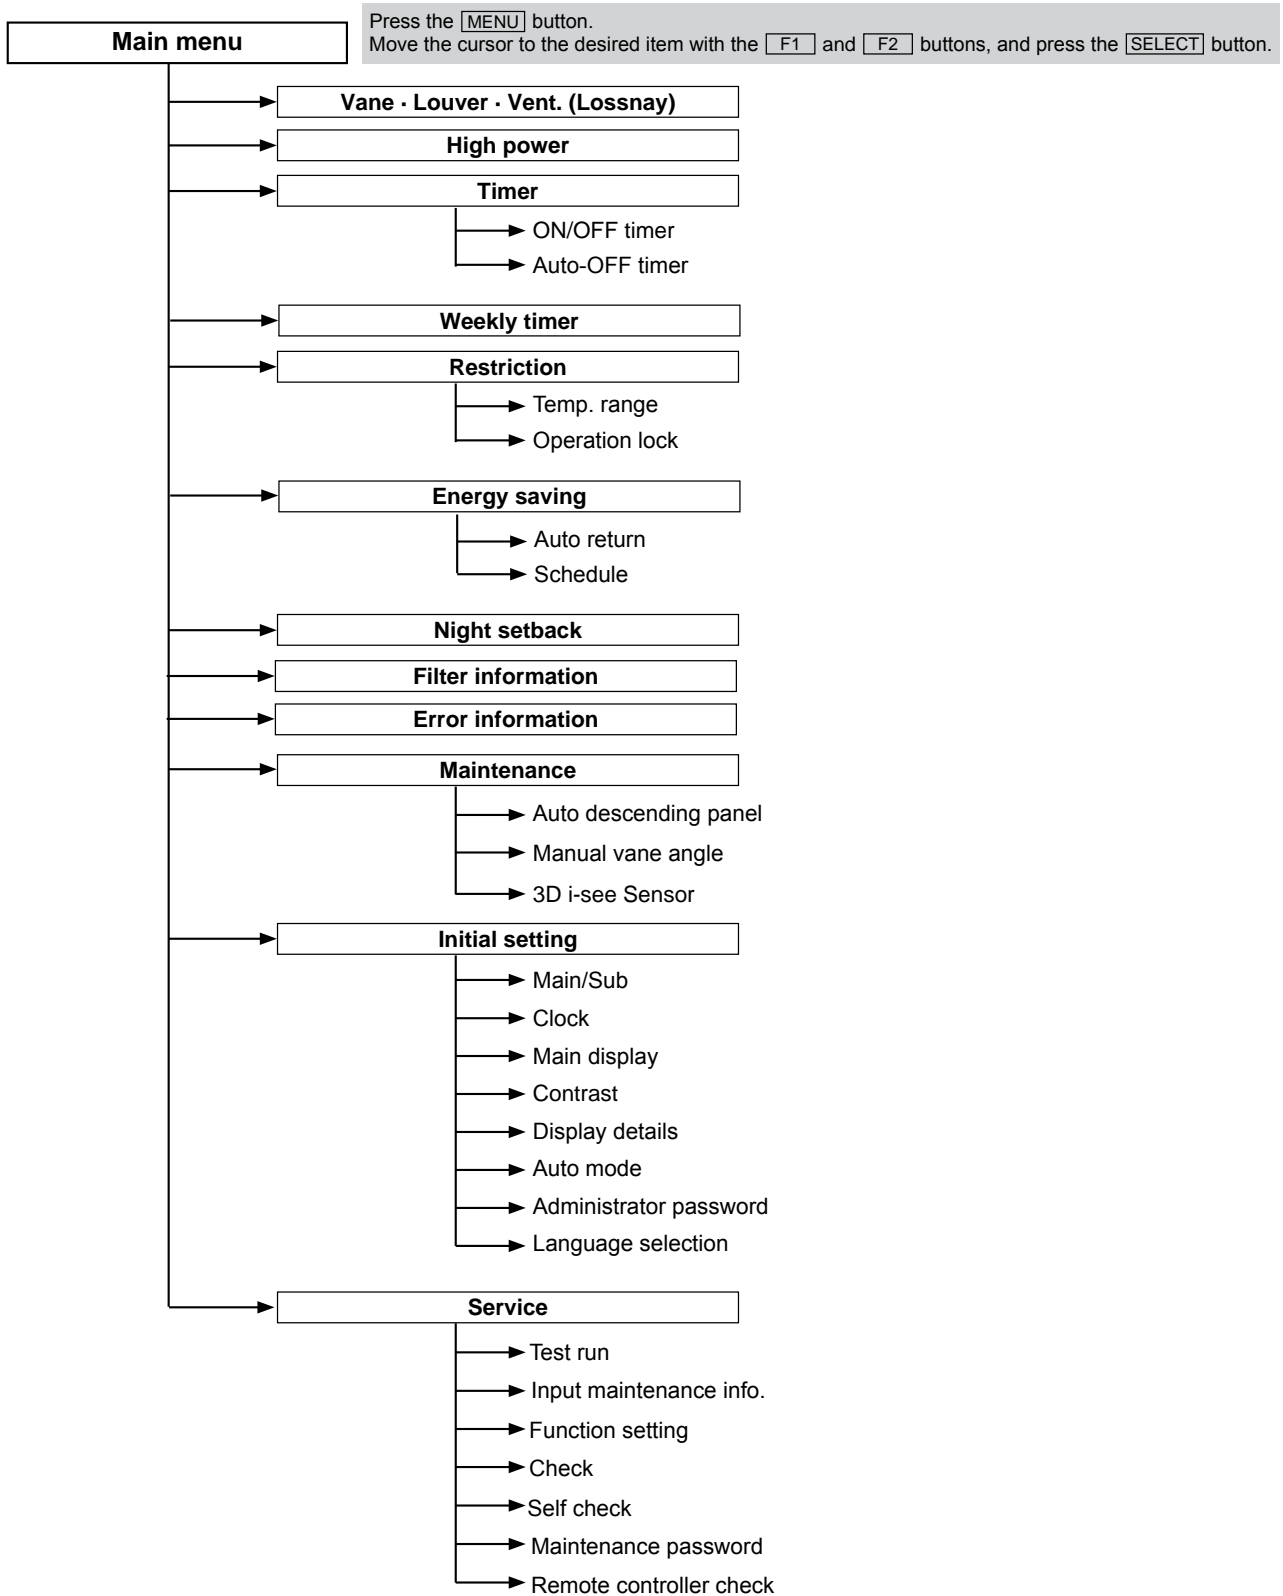 Main menu
Press the MENU button.
Move the cursor to the desired item with the F1 and F2 buttons, and press the SELECT button.
Vane · Louver · Vent. (Lossnay)
High power
Timer
ON/OFF timer
Auto-OFF timer
Weekly timer
Restriction
Temp. range
Operation lock
Energy saving
Auto return
Schedule
Night setback
Filter information
Error information
Maintenance
Auto descending panel
Manual vane angle
3D i-see Sensor
Initial setting
Main/Sub
Clock
Main display
Contrast
Display details
Auto mode
Administrator password
Language selection
Service
Test run
Input maintenance info.
Function setting
Check
Self check
Maintenance password
Remote controller check